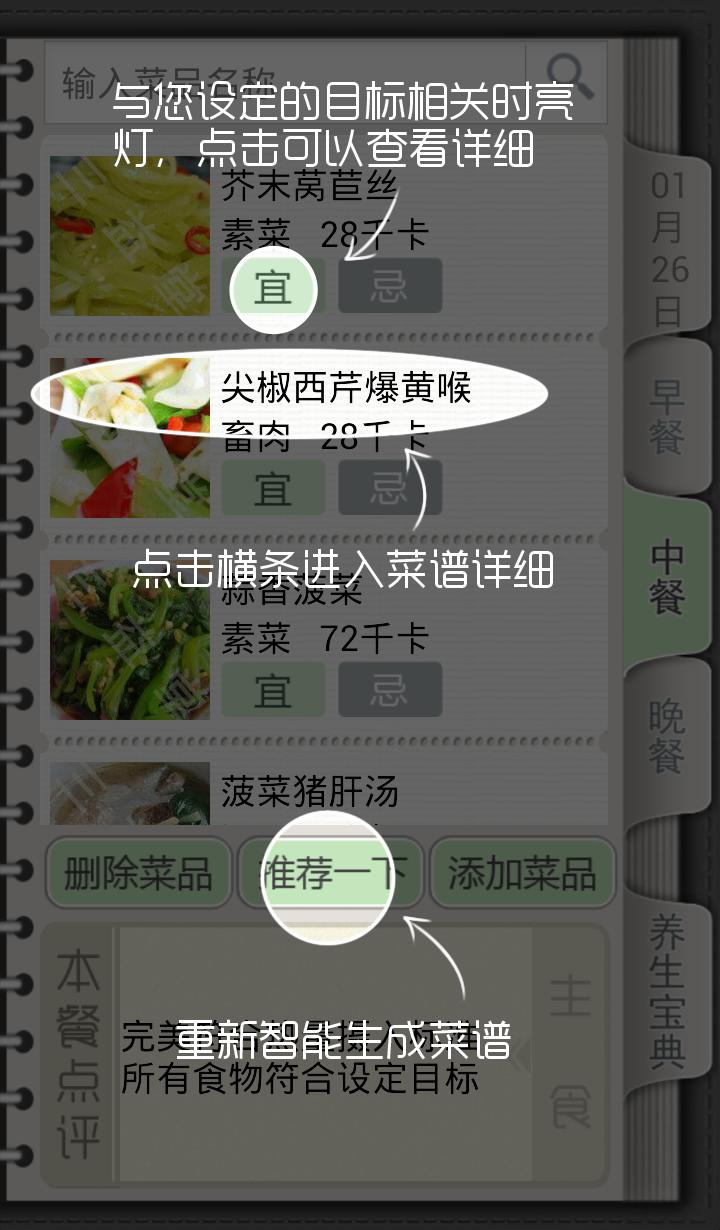 输入菜品名称
与您设定的目标相关时亮
灯，点击可以查看详细
芥末莴苣丝
素菜 28千卡
宜 忌
尖椒西芹爆黄喉
畜肉 28千卡
宜 忌
点击横条进入菜谱详细
蒜香菠菜
素菜 72千卡
宜 忌
菠菜猪肝汤
删除菜品 推荐一下 添加菜品
本餐点评
重新智能生成菜谱
所有食物符合设定目标
主食
01月26日
早餐
中餐
晚餐
养生宝典